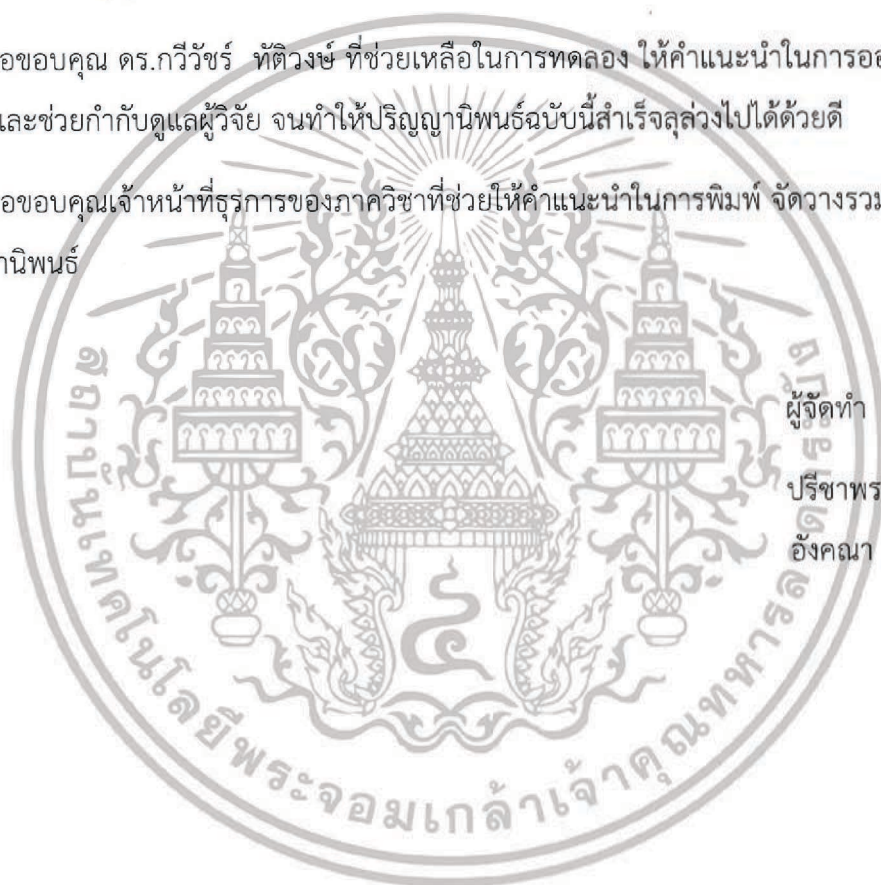 อขอบคุณ ดร.กวีวัชร์ ทัติวงษ์ ที่ช่วยเหลือในการทดลอง ให้คำแนะนำในการออ
และช่วยกำกับดูแลผู้วิจัย จนทำให้ปริญญานิพนธ์ฉบับนี้สำเร็จลุล่วงไปได้ด้วยดี
อขอบคุณเจ้าหน้าที่ธุรการของภาควิชาที่ช่วยให้คำแนะนำในการพิมพ์ จัดวางรวม
านิพนธ์
ผู้จัดทำ
ปรีชาพร
อังคณา
สถาบันเทคโนโลยีพระจอมเกล้าเจ้าคุณทหารลาดกระบัง